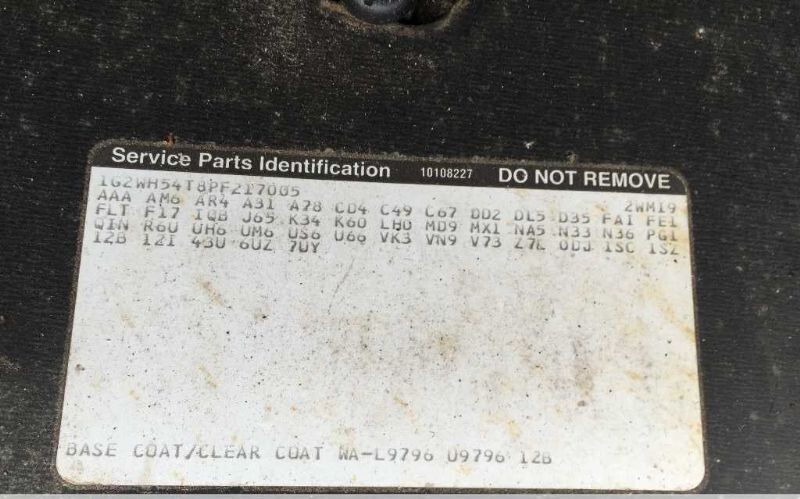 Service Parts Identification 10108227 DO NOT REMOVE
1G2WH54T8PF217005 2WM19
AAA AM6 AR4 A31 A78 CD4 C49 C67 DD2 DL5 D35 FA1 FE1
FLT F17 IQB J65 K34 K60 LH0 MD9 MX1 NA5 N33 N36 PG1
QIN R6U UH6 UM6 US6 U66 VK3 VN9 V73 Z7L 0DJ 1SC 1SZ
12B 12I 43U 6UZ 7UY
BASE COAT/CLEAR COAT WA-L9796 U9796 12B